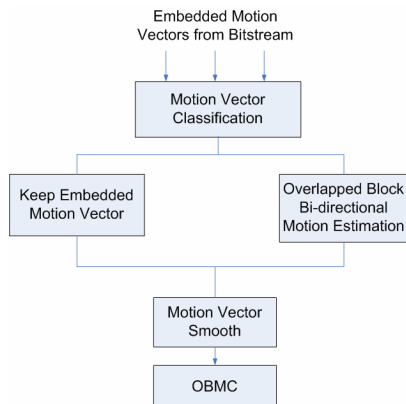 Embedded Motion
Vectors from Bitstream
Motion Vector
Classification
Keep Embedded
Motion Vector
Overlapped Block
Bi-directional
Motion Estimation
Motion Vector
Smooth
OBMC